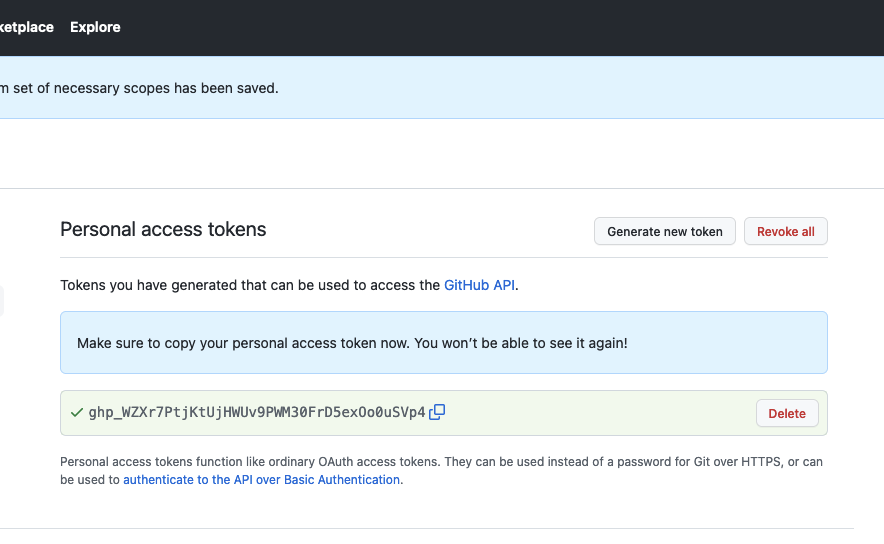 ketplace Explore
m set of necessary scopes has been saved.
Personal access tokens
Generate new token
Revoke all
Tokens you have generated that can be used to access the GitHub API.
Make sure to copy your personal access token now. You won’t be able to see it again!
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
Delete
Personal access tokens function like ordinary OAuth access tokens. They can be used instead of a password for Git over HTTPS, or can
be used to authenticate to the API over Basic Authentication.